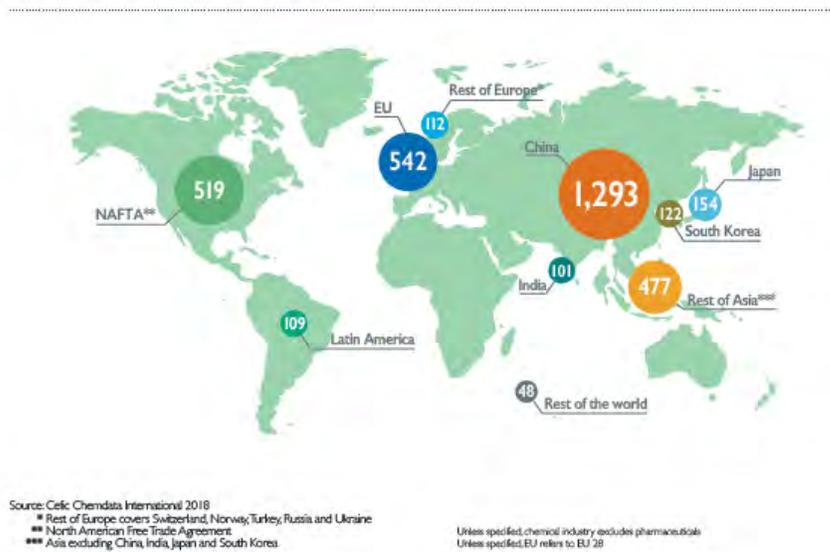 Rest of Europe*
EU
112
542
China
1,293
519
NAFTA**
Japan
154
122
South Korea
101
India
477
Rest of Asia***
109
Latin America
48
Rest of the world
Source: Cefic Chemdata International 2018
* Rest of Europe covers Switzerland, Norway, Turkey, Russia and Ukraine
** North American Free Trade Agreement
*** Asia excluding China, India, Japan and South Korea
Unless specified, chemical industry excludes pharmaceuticals
Unless specified, EU refers to EU 28